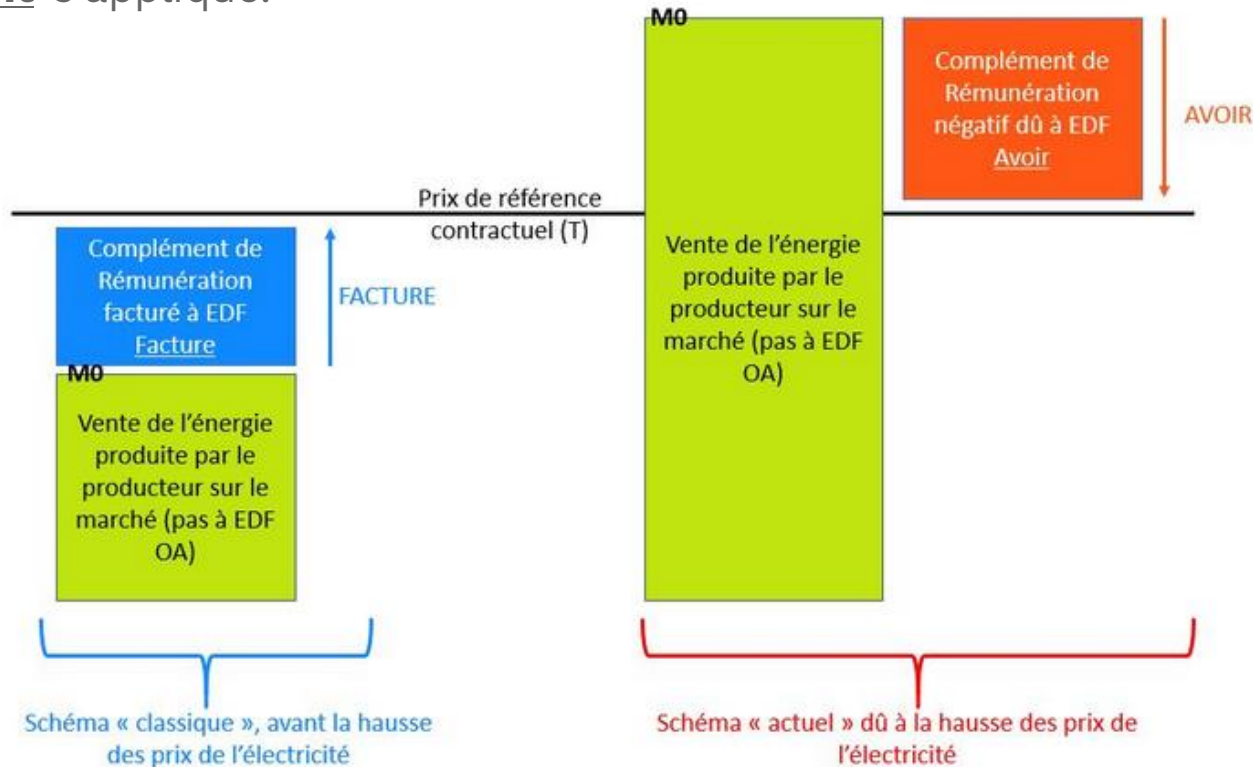 s'applique.
M0
Complément de
Rémunération
négatif dû à EDF
Avoir
AVOIR
Prix de référence
contractuel (T)
Complément de
Rémunération
facturé à EDF
Facture
FACTURE
M0
Vente de l'énergie
produite par le
producteur sur le
marché (pas à EDF
OA)
Vente de l'énergie
produite par le
producteur sur le
marché (pas à EDF
OA)
Schéma « classique », avant la hausse
des prix de l'électricité
Schéma « actuel » dû à la hausse des prix de
l'électricité